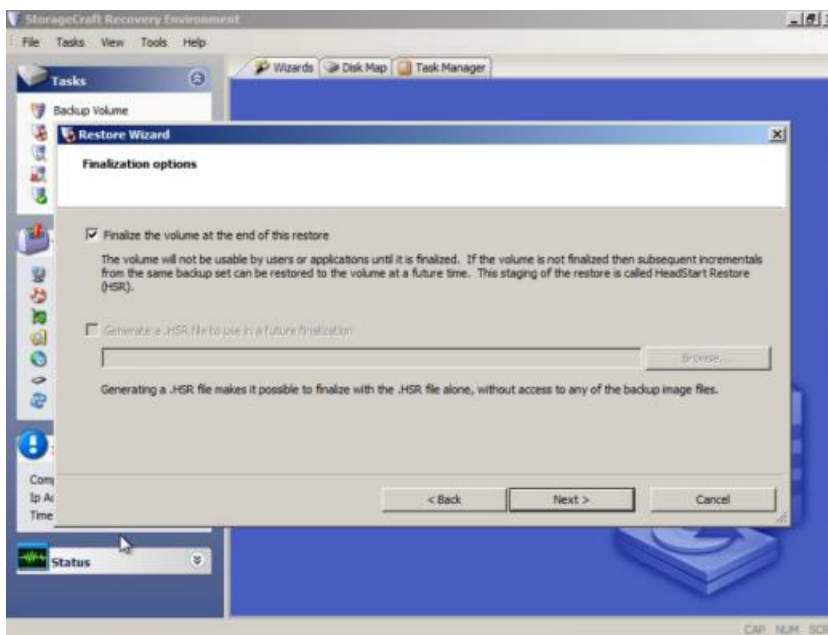 StorageCraft Recovery Environment
File Tasks View Tools Help
Wizards Disk Map Task Manager
Tasks
Backup Volume
Restore Wizard
Finalization options
Finalize the volume at the end of this restore
The volume will not be usable by users or applications until it is finalized. If the volume is not finalized then subsequent incrementals
from the same backup set can be restored to the volume at a future time. This staging of the restore is called HeadStart Restore
(HSR).
Generate a .HSR file to use in a future finalization
Browse...
Generating a .HSR file makes it possible to finalize with the .HSR file alone, without access to any of the backup image files.
< Back Next > Cancel
Com
Ip Ad
Time
Status
CAP NUM SCR